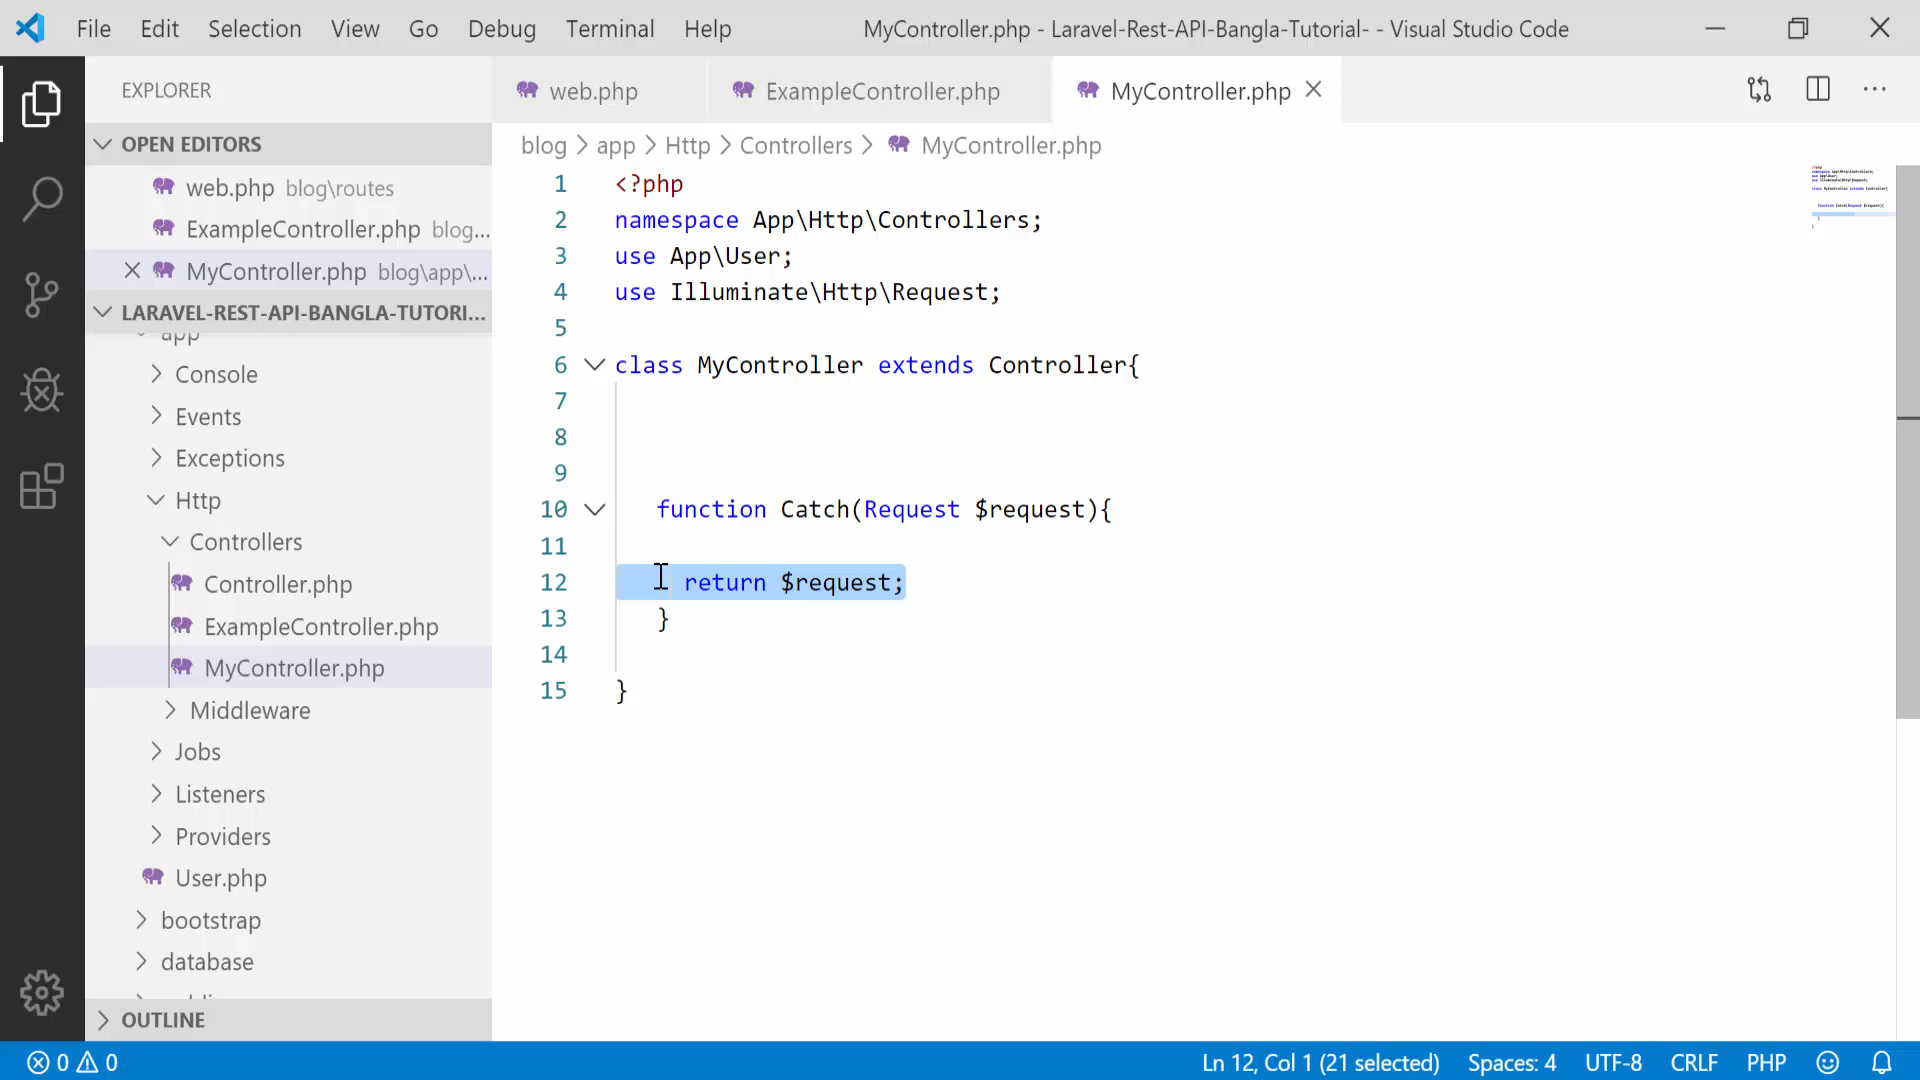 File Edit Selection View Go Debug Terminal Help MyController.php - Laravel-Rest-API-Bangla-Tutorial- - Visual Studio Code
EXPLORER
OPEN EDITORS
web.php blog\routes
ExampleController.php blog...
MyController.php blog\app\...
LARAVEL-REST-API-BANGLA-TUTORI...
app
Console
Events
Exceptions
Http
Controllers
Controller.php
ExampleController.php
MyController.php
Middleware
Jobs
Listeners
Providers
User.php
bootstrap
database
OUTLINE
web.php ExampleController.php MyController.php
blog > app > Http > Controllers > MyController.php
1 <?php
2 namespace App\Http\Controllers;
3 use App\User;
4 use Illuminate\Http\Request;
5
6 class MyController extends Controller{
7
8
9
10 function Catch(Request $request){
11
12 return $request;
13 }
14
15 }
0 0 Ln 12, Col 1 (21 selected) Spaces: 4 UTF-8 CRLF PHP